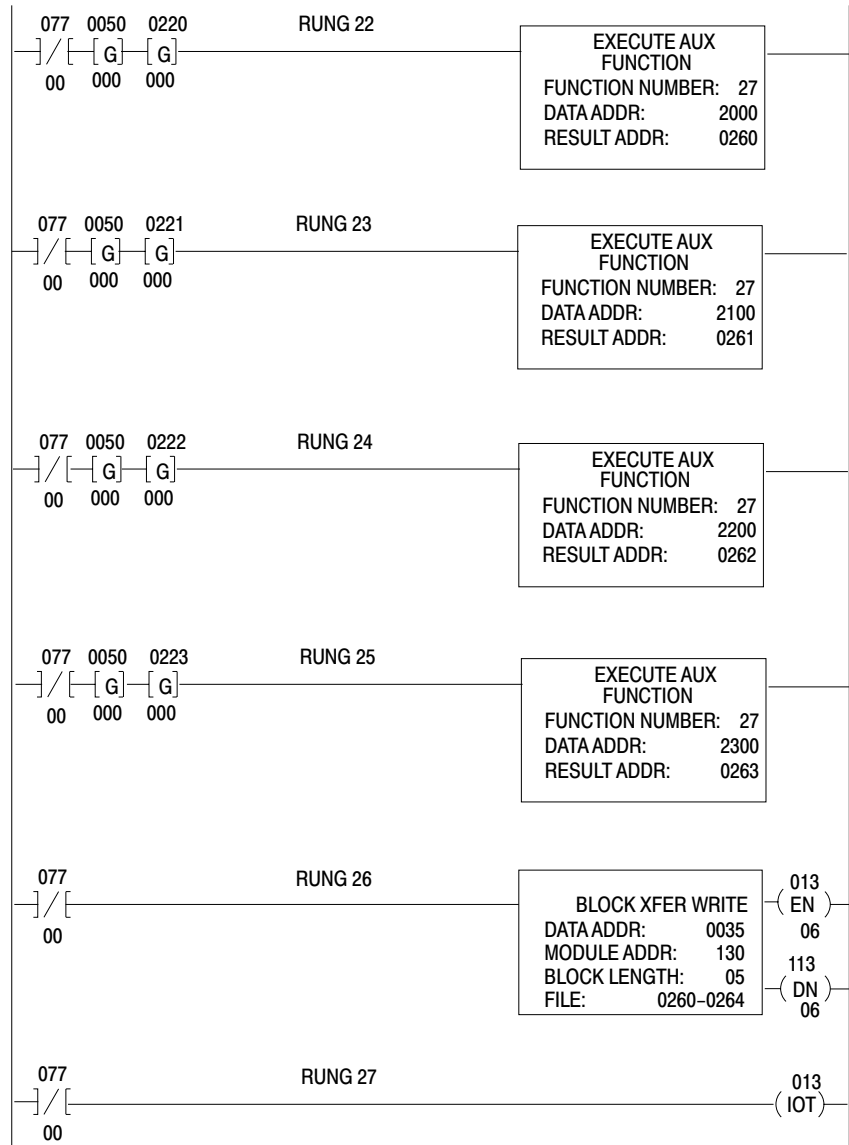 077 0050 0220 RUNG 22
] / [ [ G ] [ G ]
00 000 000
EXECUTE AUX
FUNCTION
FUNCTION NUMBER: 27
DATA ADDR: 2000
RESULT ADDR: 0260
077 0050 0221 RUNG 23
] / [ [ G ] [ G ]
00 000 000
EXECUTE AUX
FUNCTION
FUNCTION NUMBER: 27
DATA ADDR: 2100
RESULT ADDR: 0261
077 0050 0222 RUNG 24
] / [ [ G ] [ G ]
00 000 000
EXECUTE AUX
FUNCTION
FUNCTION NUMBER: 27
DATA ADDR: 2200
RESULT ADDR: 0262
077 0050 0223 RUNG 25
] / [ [ G ] [ G ]
00 000 000
EXECUTE AUX
FUNCTION
FUNCTION NUMBER: 27
DATA ADDR: 2300
RESULT ADDR: 0263
077 RUNG 26
] / [
00
BLOCK XFER WRITE
DATA ADDR: 0035
MODULE ADDR: 130
BLOCK LENGTH: 05
FILE: 0260–0264
013
( EN )
06
113
( DN )
06
077 RUNG 27 013
] / [ ( IOT )
00